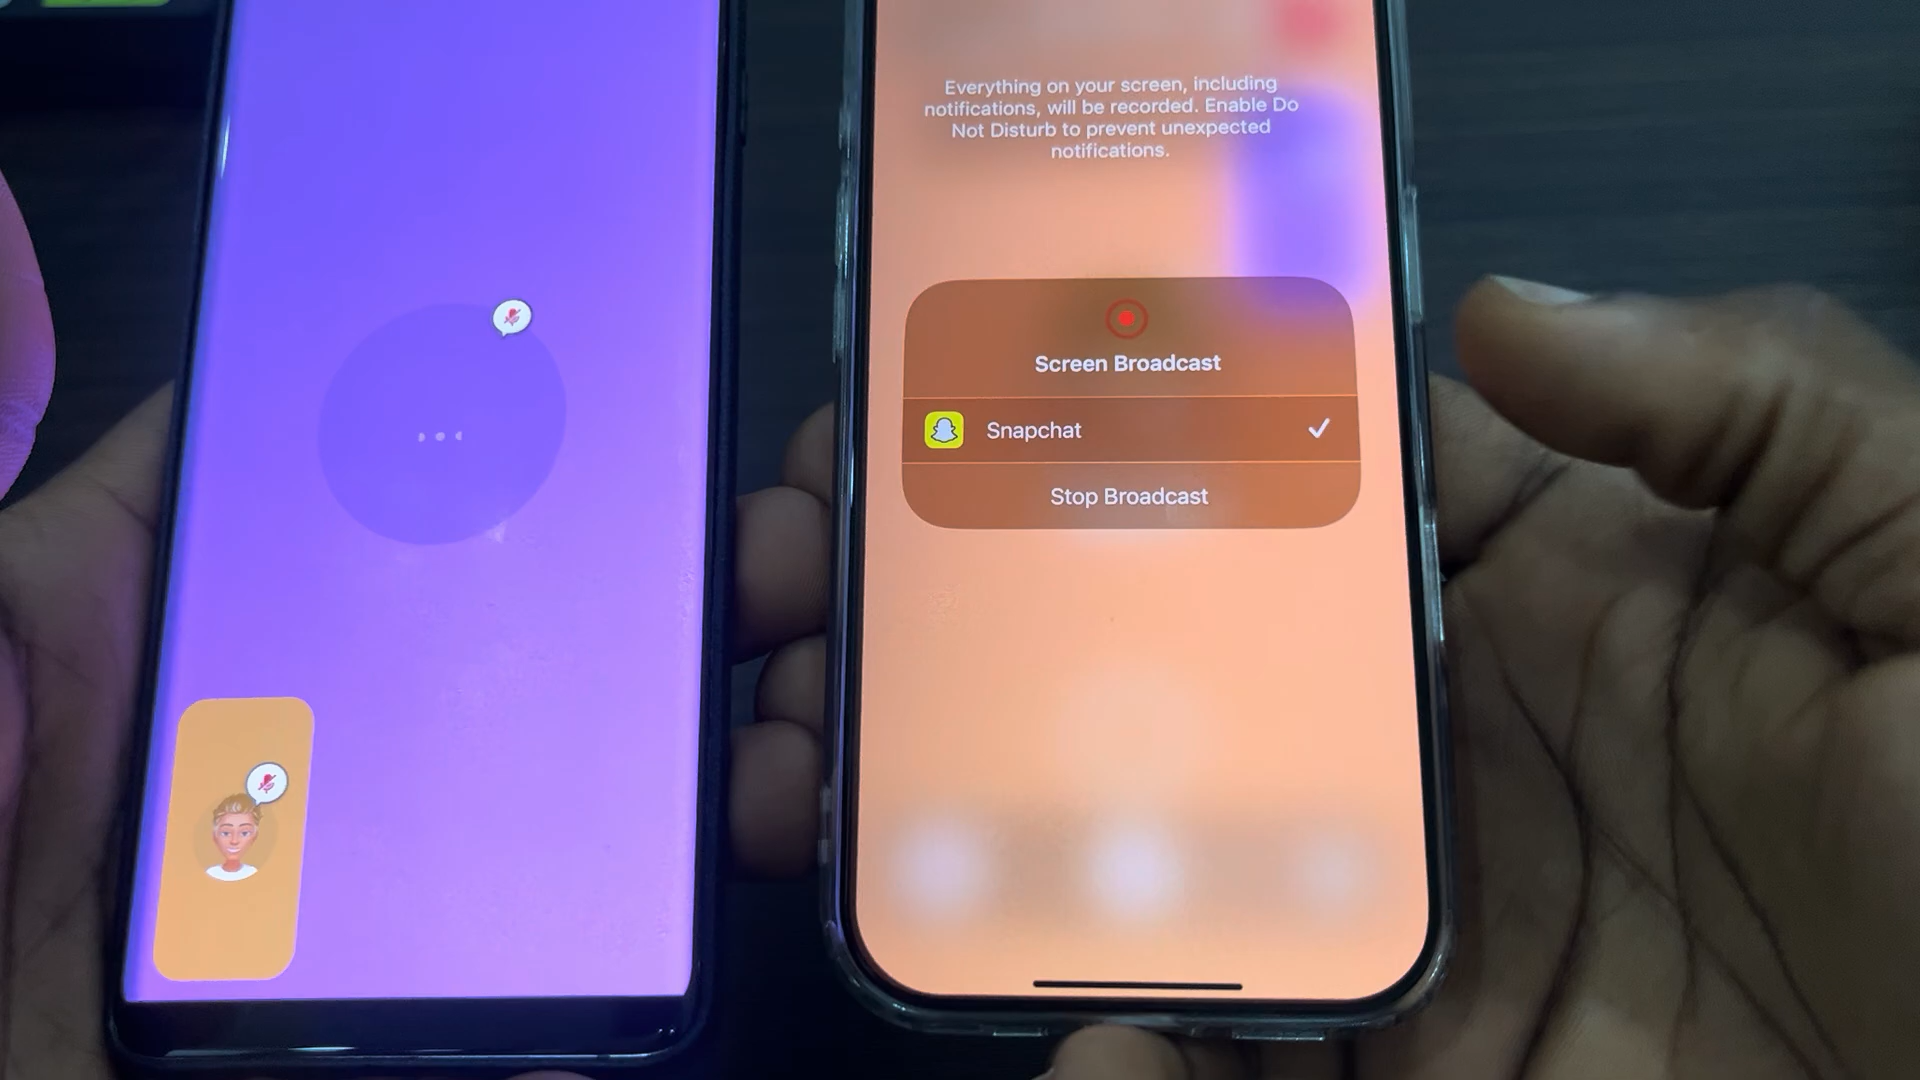 Everything on your screen, including
notifications, will be recorded. Enable Do
Not Disturb to prevent unexpected
notifications.
Screen Broadcast
Snapchat
Stop Broadcast